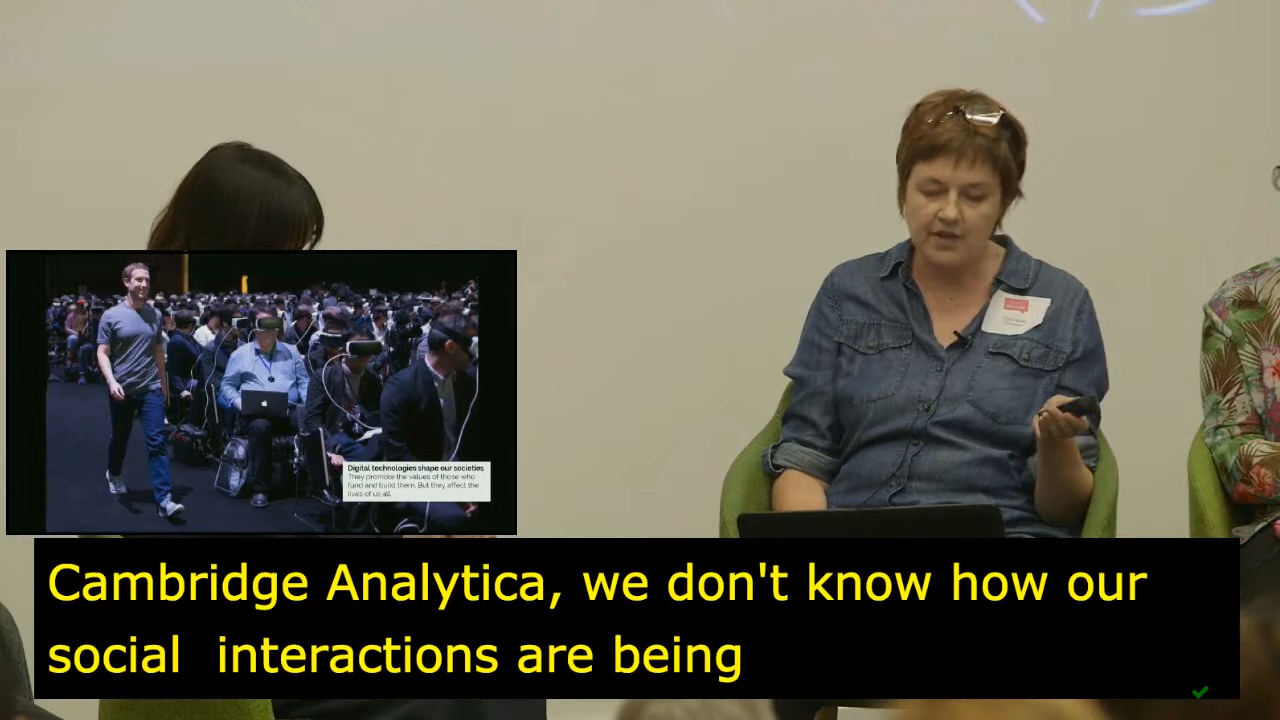 Digital technologies shape our societies
They promote the values of those who
fund and build them. But they affect the
lives of us all.
Cambridge Analytica, we don't know how our
social  interactions are being